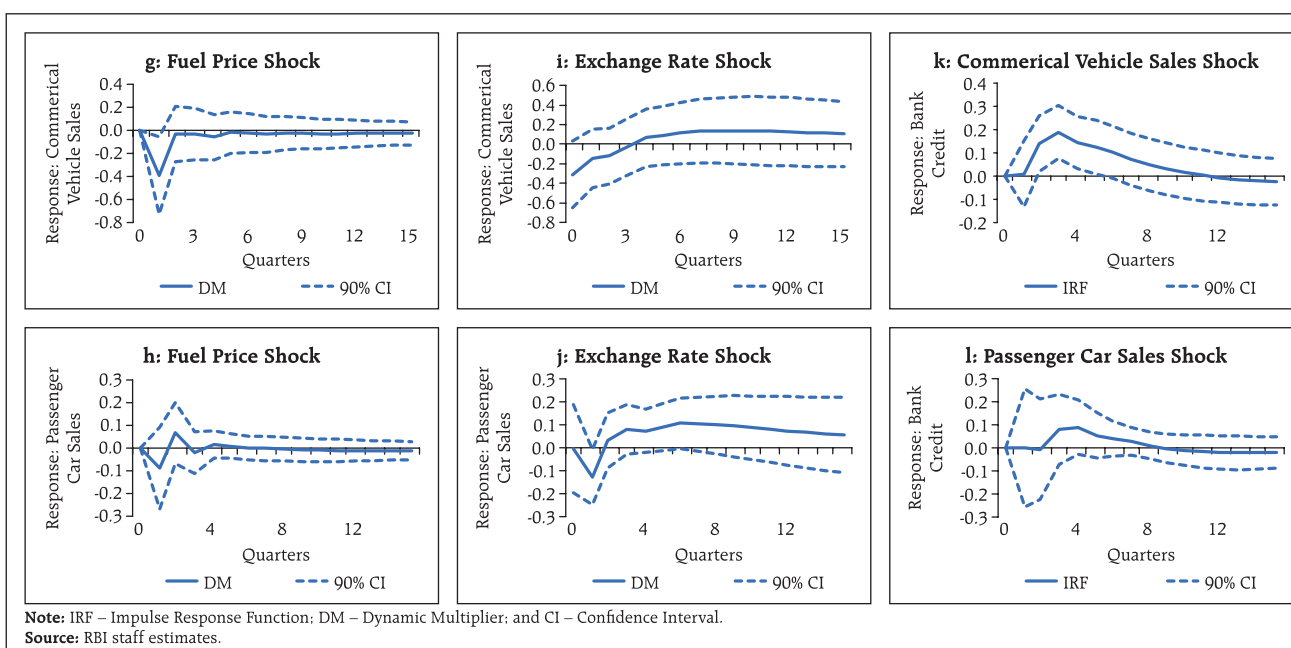 g: Fuel Price Shock
Response: Commerical
Vehicle Sales
0.4
0.2
0.0
-0.2
-0.4
-0.6
-0.8
0 3 6 9 12 15
Quarters
DM 90% CI
i: Exchange Rate Shock
Response: Commerical
Vehicle Sales
0.6
0.4
0.2
0.0
-0.2
-0.4
-0.6
-0.8
0 3 6 9 12 15
Quarters
DM 90% CI
k: Commerical Vehicle Sales Shock
Response: Bank
Credit
0.4
0.3
0.2
0.1
0.0
-0.1
-0.2
0 4 8 12
Quarters
IRF 90% CI
h: Fuel Price Shock
Response: Passenger
Car Sales
0.3
0.2
0.1
0.0
-0.1
-0.2
-0.3
0 4 8 12
Quarters
DM 90% CI
j: Exchange Rate Shock
Response: Passenger
Car Sales
0.3
0.2
0.1
0.0
-0.1
-0.2
-0.3
0 4 8 12
Quarters
DM 90% CI
l: Passenger Car Sales Shock
Response: Bank
Credit
0.3
0.2
0.1
0.0
-0.1
-0.2
-0.3
0 4 8 12
Quarters
IRF 90% CI
Note: IRF – Impulse Response Function; DM – Dynamic Multiplier; and CI – Confidence Interval.
Source: RBI staff estimates.